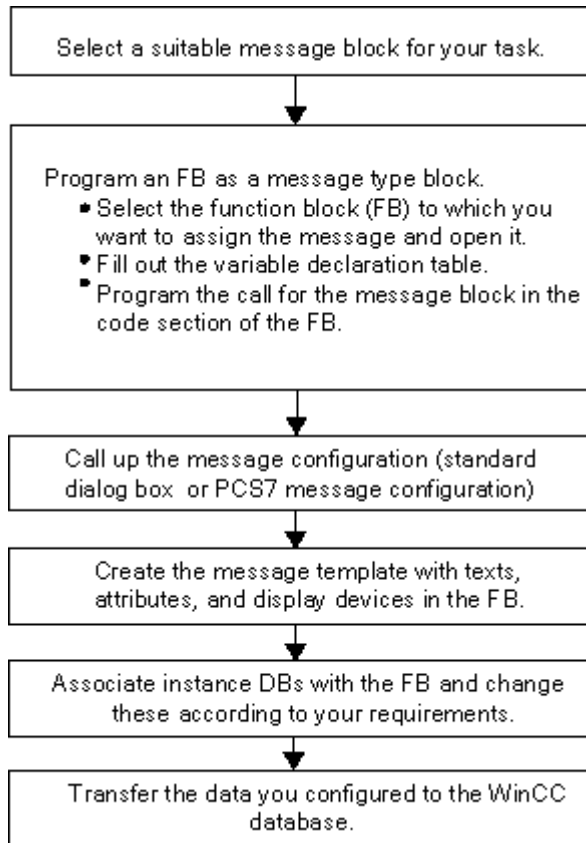 Select a suitable message block for your task.
Program an FB as a message type block.
• Select the function block (FB) to which you
want to assign the message and open it.
• Fill out the variable declaration table.
• Program the call for the message block in the
code section of the FB.
Call up the message configuration (standard
dialog box or PCS7 message configuration)
Create the message template with texts,
attributes, and display devices in the FB.
Associate instance DBs with the FB and change
these according to your requirements.
Transfer the data you configured to the WinCC
database.